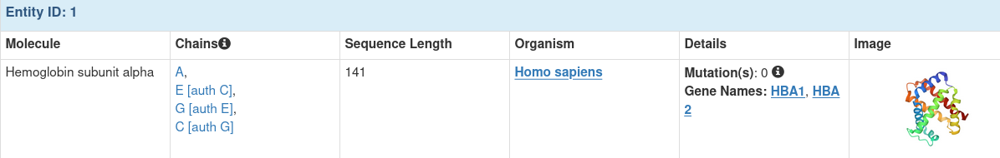 Entity ID: 1
Molecule Chains Sequence Length Organism Details Image
Hemoglobin subunit alpha A, 141 Homo sapiens Mutation(s): 0
E [auth C], Gene Names: HBA1, HBA
G [auth E], 2
C [auth G]